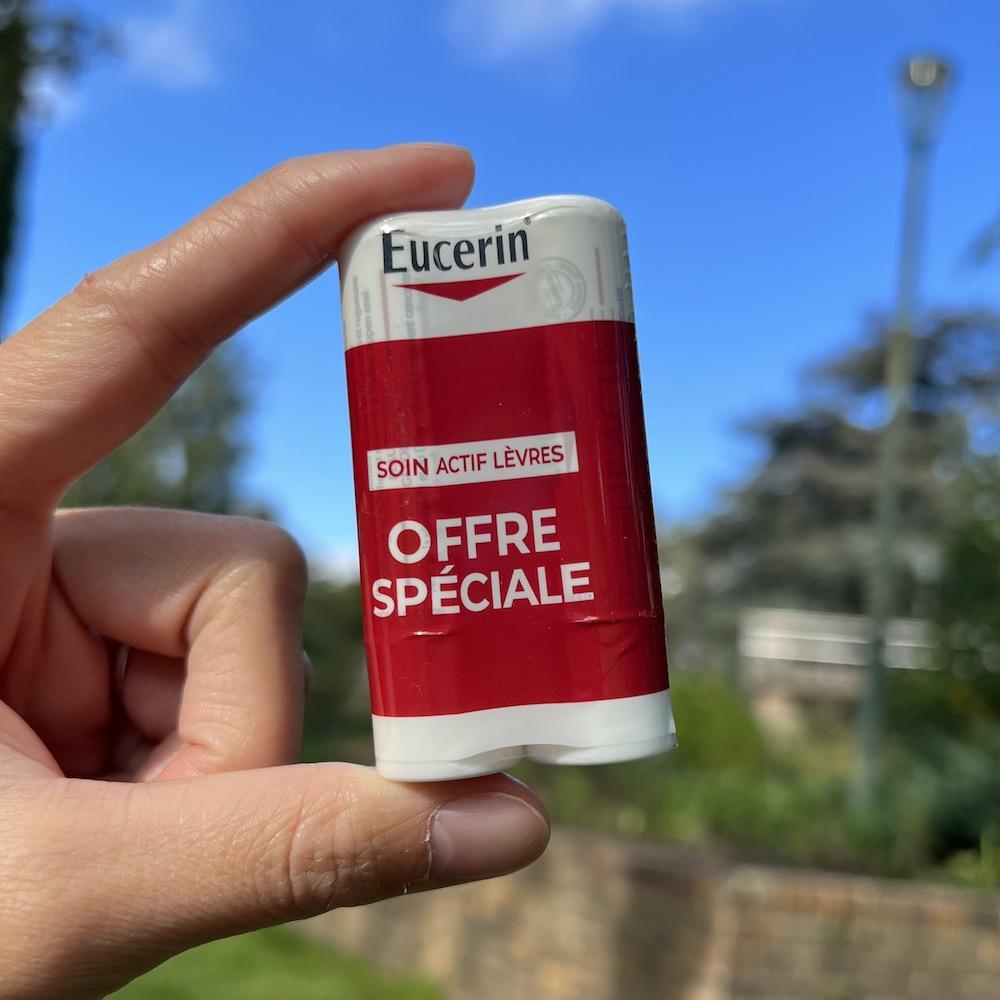 Eucerin®
SOIN ACTIF LÈVRES
OFFRE
SPÉCIALE